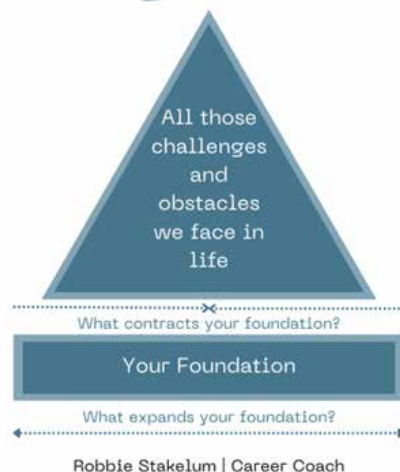 All those
challenges
and
obstacles
we face in
life
What contracts your foundation?
Your Foundation
What expands your foundation?
Robbie Stakelum | Career Coach